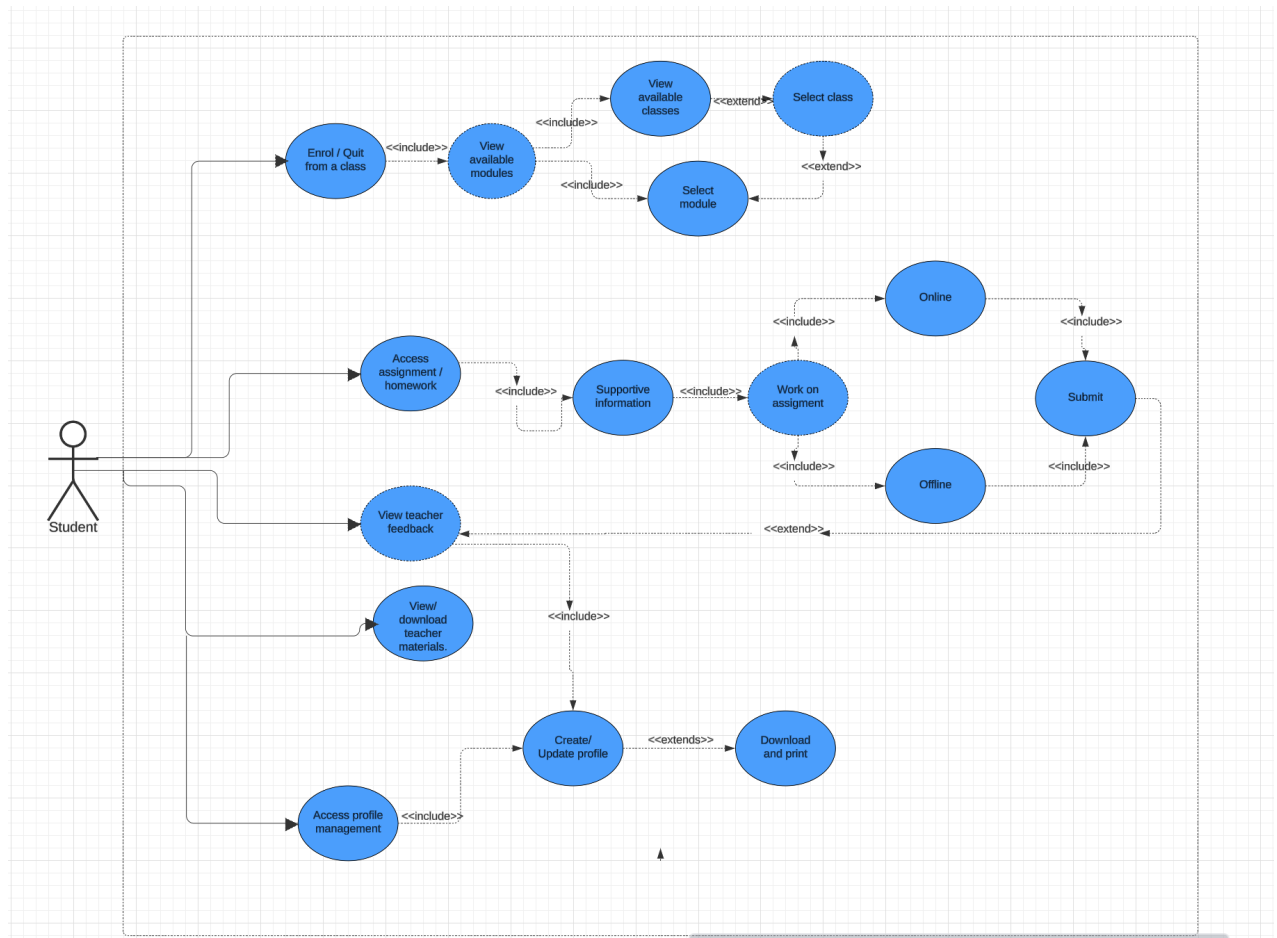 View
available
classes
<<extend>>
Select class
<<include>>
Enrol / Quit
from a class
<<include>>
View
available
modules
<<extend>>
<<include>>
Select
module
Online
<<include>>
<<include>>
Access
assignment /
homework
<<include>>
Supportive
information
<<include>>
Work on
assigment
Submit
<<include>>
<<include>>
Offline
Student
View teacher
feedback
<<extend>>
View/
download
teacher
materials.
<<include>>
Create/
Update profile
<<extends>>
Download
and print
Access profile
management
<<include>>